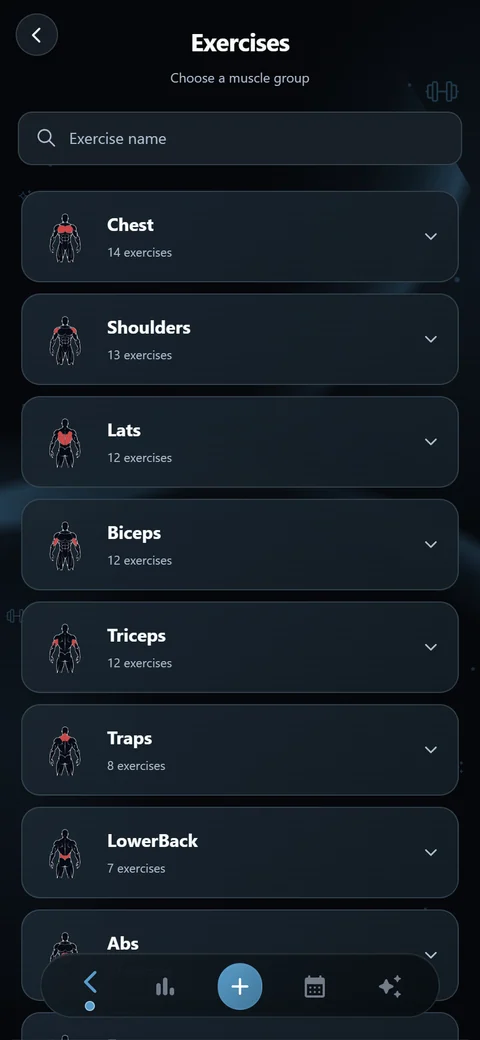 Exercises
Choose a muscle group
Exercise name
Chest
14 exercises
Shoulders
13 exercises
Lats
12 exercises
Biceps
12 exercises
Triceps
12 exercises
Traps
8 exercises
LowerBack
7 exercises
Abs